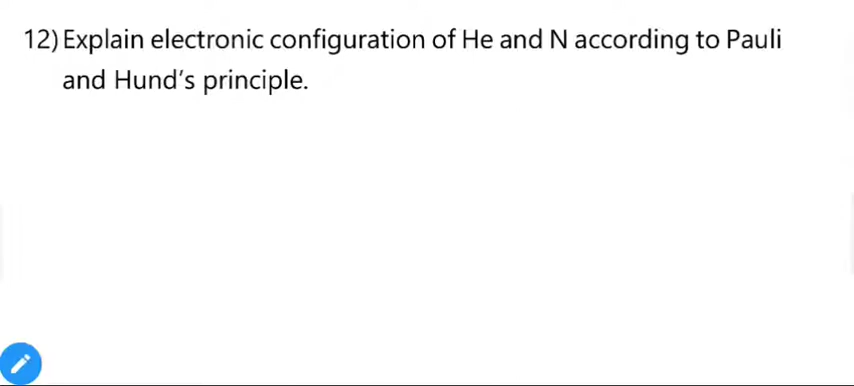 12) Explain electronic configuration of He and N according to Pauli
and Hund's principle.